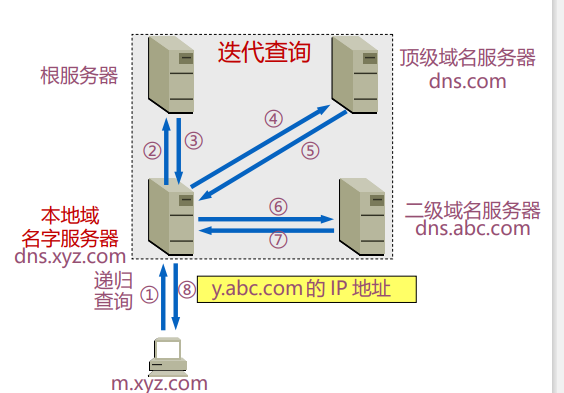 迭代查询
根服务器
顶级域名服务器
dns.com
④
②
③
⑤
本地域
名字服务器
dns.xyz.com
⑥
⑦
二级域名服务器
dns.abc.com
递归
查询
①
⑧
y.abc.com 的 IP 地址
m.xyz.com